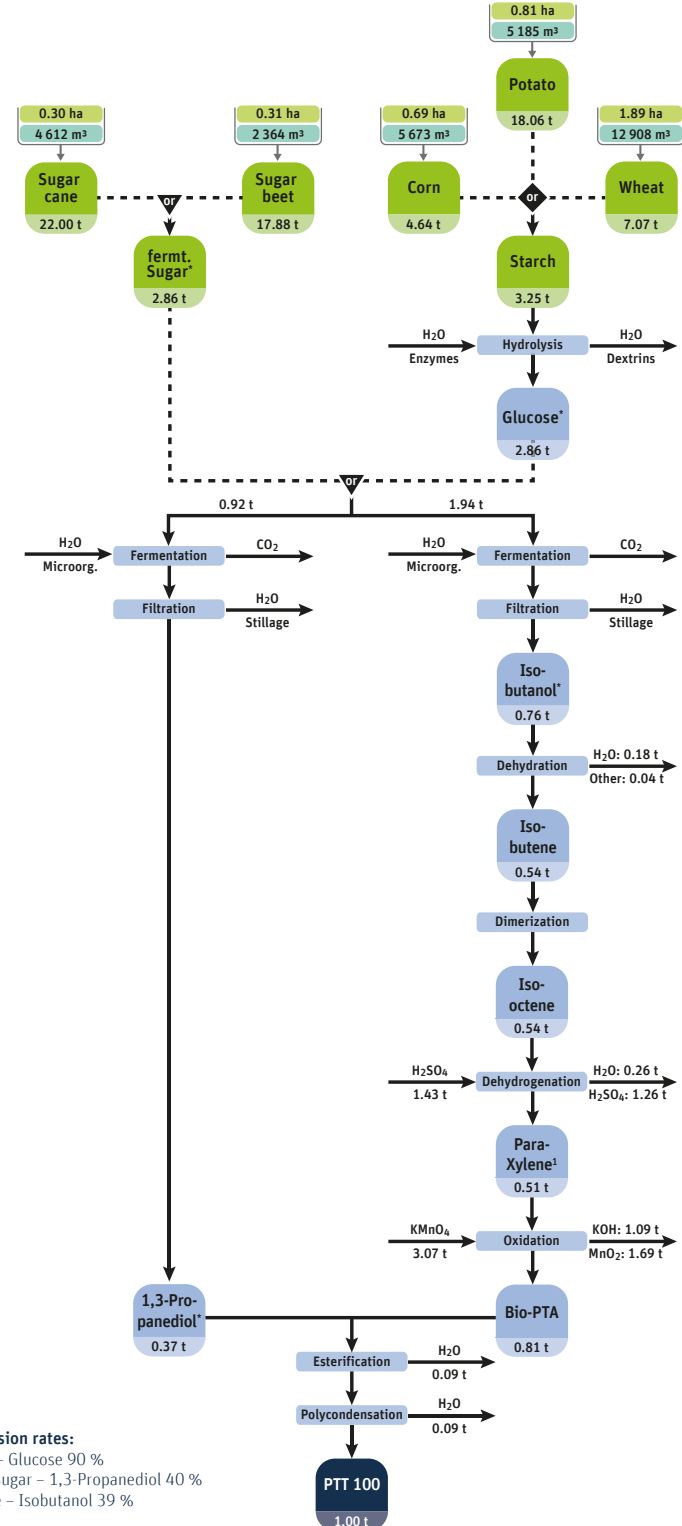 0.81 ha
5 185 m³
Potato
18.06 t
0.30 ha
4 612 m³
Sugar
cane
22.00 t
0.31 ha
2 364 m³
Sugar
beet
17.88 t
0.69 ha
5 673 m³
Corn
4.64 t
1.89 ha
12 908 m³
Wheat
7.07 t
or
or
fermt.
Sugar*
2.86 t
Starch
3.25 t
H₂O
Enzymes
Hydrolysis
H₂O
Dextrins
Glucose*
2.86 t
or
0.92 t
1.94 t
H₂O
Microorg.
Fermentation
CO₂
H₂O
Microorg.
Fermentation
CO₂
Filtration
H₂O
Stillage
Filtration
H₂O
Stillage
Iso-
butanol*
0.76 t
Dehydration
H₂O: 0.18 t
Other: 0.04 t
Iso-
butene
0.54 t
Dimerization
Iso-
octene
0.54 t
H₂SO₄
1.43 t
Dehydrogenation
H₂O: 0.26 t
H₂SO₄: 1.26 t
Para-
Xylene¹
0.51 t
KMnO₄
3.07 t
Oxidation
KOH: 1.09 t
MnO₂: 1.69 t
1,3-Pro-
panediol*
0.37 t
Bio-PTA
0.81 t
Esterification
H₂O
0.09 t
Polycondensation
H₂O
0.09 t
PTT 100
1.00 t
sion rates:
– Glucose 90 %
ugar – 1,3-Propanediol 40 %
e – Isobutanol 39 %